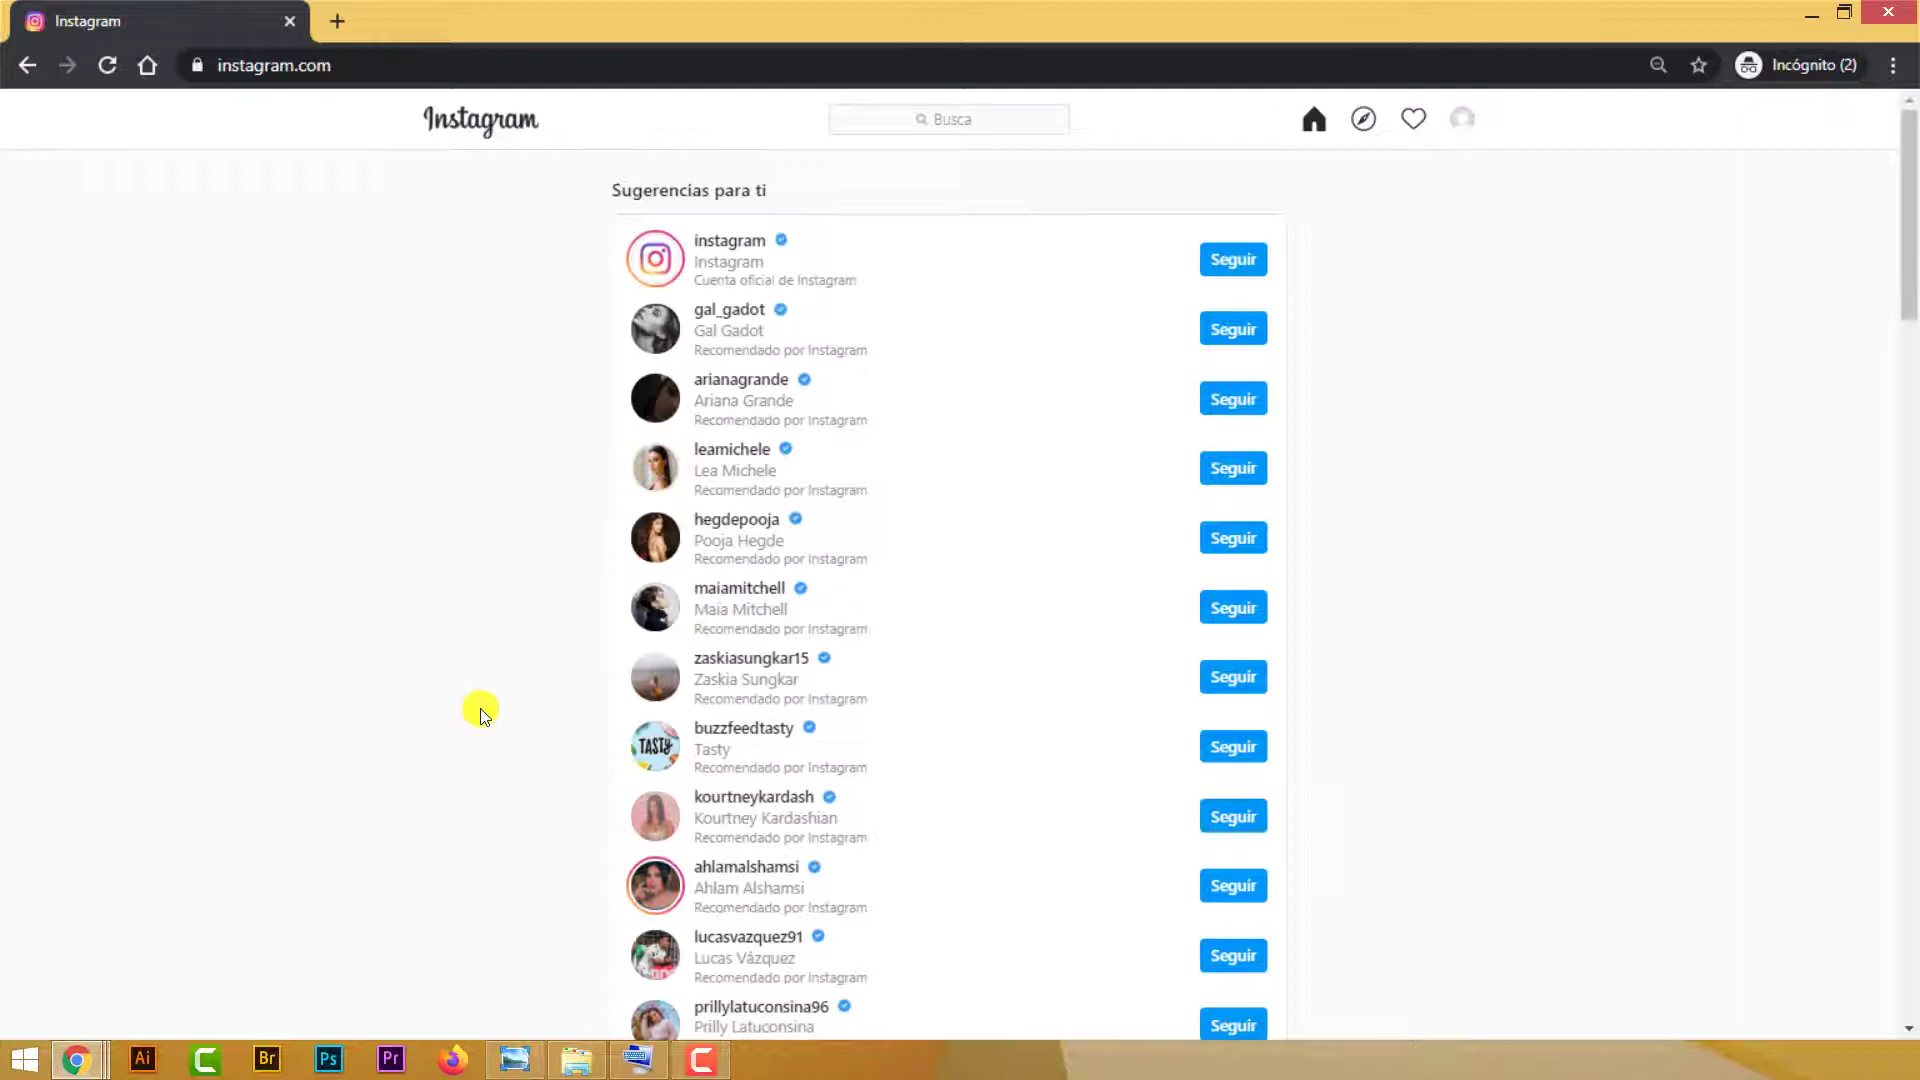 Instagram
instagram.com
Incógnito (2)
Instagram
Busca
Sugerencias para ti
instagram
Instagram
Cuenta oficial de Instagram
Seguir
gal_gadot
Gal Gadot
Recomendado por Instagram
Seguir
arianagrande
Ariana Grande
Recomendado por Instagram
Seguir
leamichele
Lea Michele
Recomendado por Instagram
Seguir
hegdepooja
Pooja Hegde
Recomendado por Instagram
Seguir
maiamitchell
Maia Mitchell
Recomendado por Instagram
Seguir
zaskiasungkar15
Zaskia Sungkar
Recomendado por Instagram
Seguir
TASTY
buzzfeedtasty
Tasty
Recomendado por Instagram
Seguir
kourtneykardash
Kourtney Kardashian
Recomendado por Instagram
Seguir
ahlamalshamsi
Ahlam Alshamsi
Recomendado por Instagram
Seguir
lucasvazquez91
Lucas Vázquez
Recomendado por Instagram
Seguir
prillylatuconsina96
Prilly Latuconsina
Seguir
Ai
Br
Ps
Pr